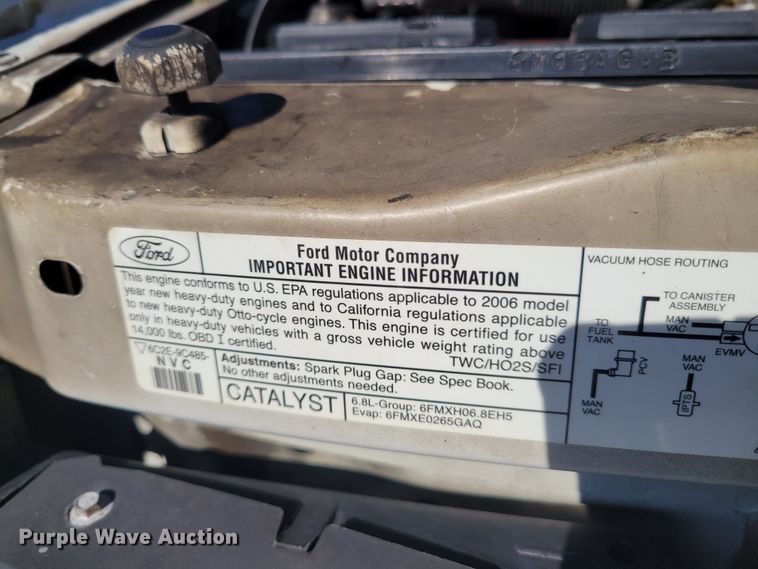 Ford
Ford Motor Company
IMPORTANT ENGINE INFORMATION
This engine conforms to U.S. EPA regulations applicable to 2006 model
year new heavy-duty engines and to California regulations applicable
to new heavy-duty Otto-cycle engines. This engine is certified for use
only in heavy-duty vehicles with a gross vehicle weight rating above
14,000 lbs. OBD I certified.
TWC/HO2S/SFI
6C2E-9C485-
NVC
Adjustments: Spark Plug Gap: See Spec Book.
No other adjustments needed.
CATALYST
6.8L-Group: 6FMXH06.8EH5
Evap: 6FMXE0265GAQ
VACUUM HOSE ROUTING
TO CANISTER
ASSEMBLY
TO
FUEL
TANK
MAN
VAC
EVMV
PCV
MAN
VAC
IPTS
MAN
VAC
Purple Wave Auction